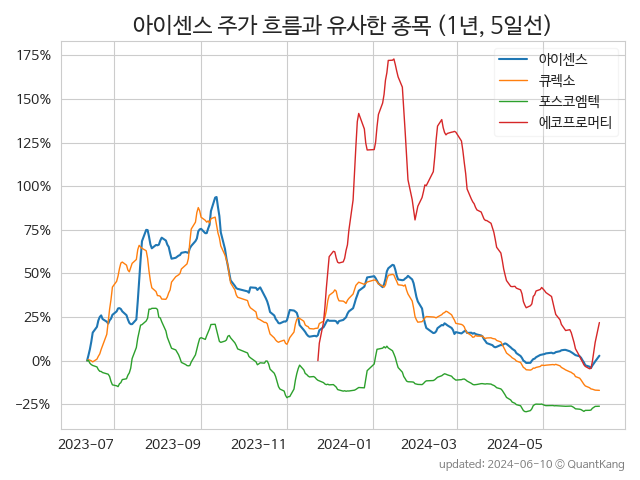 아이센스 주가 흐름과 유사한 종목 (1년, 5일선)
175%
150%
125%
100%
75%
50%
25%
0%
−25%
아이센스
큐렉소
포스코엠텍
에코프로머티
2023-07
2023-09
2023-11
2024-01
2024-03
2024-05
updated: 2024-06-10 © QuantKang